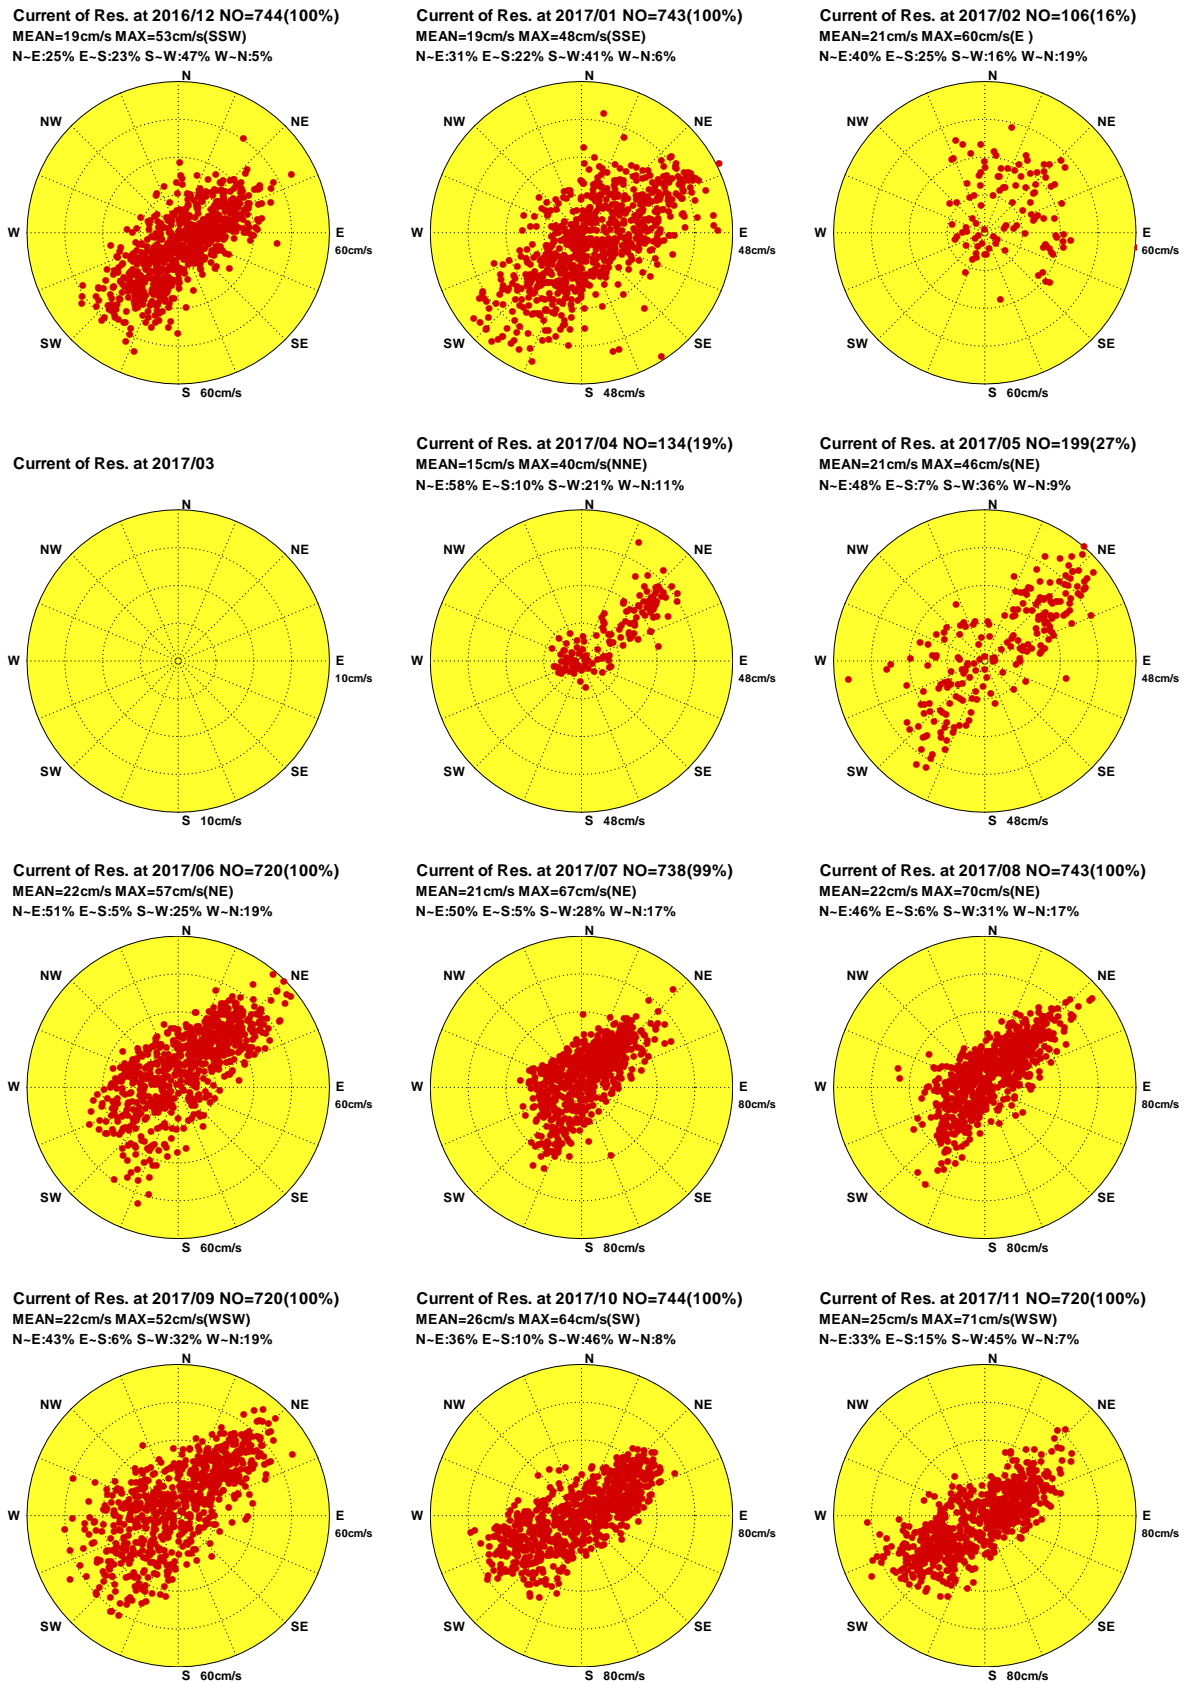 Current of Res. at 2016/12 NO=744(100%)
MEAN=19cm/s MAX=53cm/s(SSW)
N~E:25% E~S:23% S~W:47% W~N:5%
N
NW
NE
W
E
60cm/s
SW
SE
S 60cm/s
Current of Res. at 2017/01 NO=743(100%)
MEAN=19cm/s MAX=48cm/s(SSE)
N~E:31% E~S:22% S~W:41% W~N:6%
N
NW
NE
W
E
48cm/s
SW
SE
S 48cm/s
Current of Res. at 2017/02 NO=106(16%)
MEAN=21cm/s MAX=60cm/s(E )
N~E:40% E~S:25% S~W:16% W~N:19%
N
NW
NE
W
E
60cm/s
SW
SE
S 60cm/s
Current of Res. at 2017/03
N
NW
NE
W
E
10cm/s
SW
SE
S 10cm/s
Current of Res. at 2017/04 NO=134(19%)
MEAN=15cm/s MAX=40cm/s(NNE)
N~E:58% E~S:10% S~W:21% W~N:11%
N
NW
NE
W
E
48cm/s
SW
SE
S 48cm/s
Current of Res. at 2017/05 NO=199(27%)
MEAN=21cm/s MAX=46cm/s(NE)
N~E:48% E~S:7% S~W:36% W~N:9%
N
NW
NE
W
E
48cm/s
SW
SE
S 48cm/s
Current of Res. at 2017/06 NO=720(100%)
MEAN=22cm/s MAX=57cm/s(NE)
N~E:51% E~S:5% S~W:25% W~N:19%
N
NW
NE
W
E
60cm/s
SW
SE
S 60cm/s
Current of Res. at 2017/07 NO=738(99%)
MEAN=21cm/s MAX=67cm/s(NE)
N~E:50% E~S:5% S~W:28% W~N:17%
N
NW
NE
W
E
80cm/s
SW
SE
S 80cm/s
Current of Res. at 2017/08 NO=743(100%)
MEAN=22cm/s MAX=70cm/s(NE)
N~E:46% E~S:6% S~W:31% W~N:17%
N
NW
NE
W
E
80cm/s
SW
SE
S 80cm/s
Current of Res. at 2017/09 NO=720(100%)
MEAN=22cm/s MAX=52cm/s(WSW)
N~E:43% E~S:6% S~W:32% W~N:19%
N
NW
NE
W
E
60cm/s
SW
SE
S 60cm/s
Current of Res. at 2017/10 NO=744(100%)
MEAN=26cm/s MAX=64cm/s(SW)
N~E:36% E~S:10% S~W:46% W~N:8%
N
NW
NE
W
E
80cm/s
SW
SE
S 80cm/s
Current of Res. at 2017/11 NO=720(100%)
MEAN=25cm/s MAX=71cm/s(WSW)
N~E:33% E~S:15% S~W:45% W~N:7%
N
NW
NE
W
E
80cm/s
SW
SE
S 80cm/s